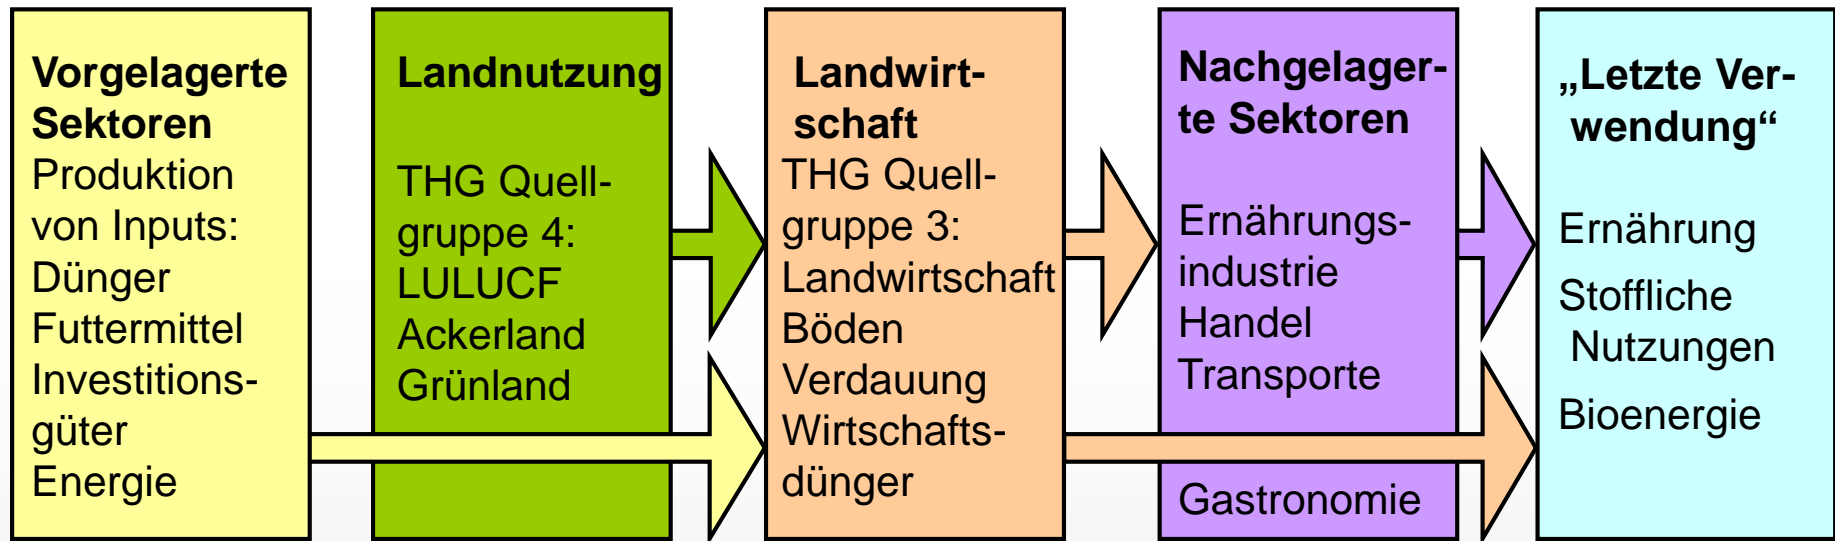 Vorgelagerte
Sektoren
Produktion
von Inputs:
Dünger
Futtermittel
Investitions-
güter
Energie
Landnutzung
THG Quell-
gruppe 4:
LULUCF
Ackerland
Grünland
Landwirt-
schaft
THG Quell-
gruppe 3:
Landwirtschaft
Böden
Verdauung
Wirtschafts-
dünger
Nachgelager-
te Sektoren
Ernährungs-
industrie
Handel
Transporte
Gastronomie
„Letzte Ver-
wendung“
Ernährung
Stoffliche
Nutzungen
Bioenergie